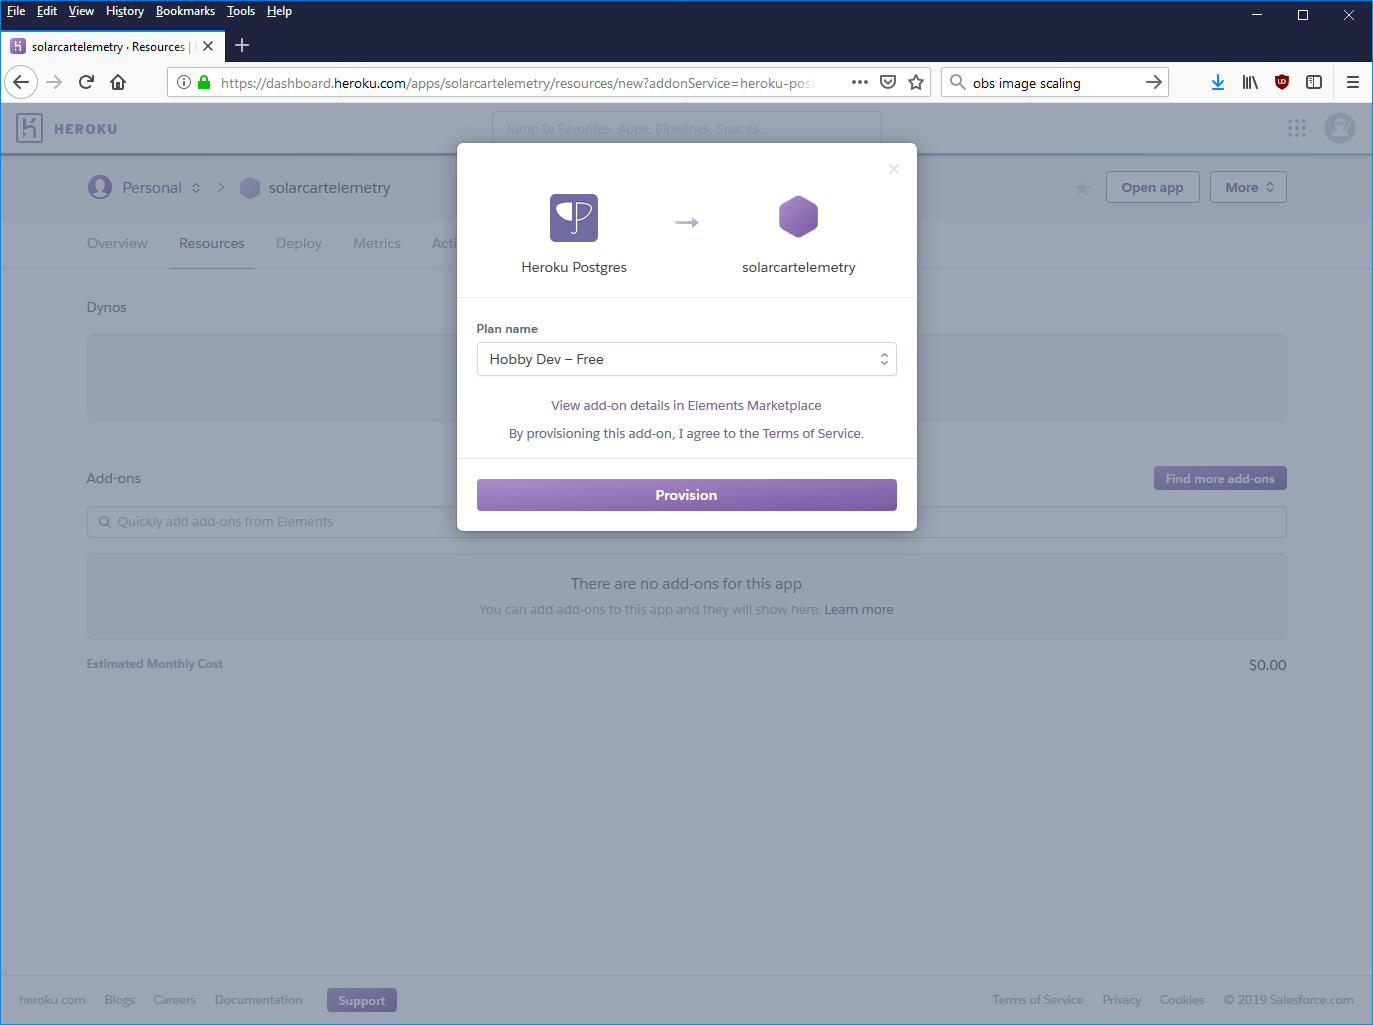 File Edit View History Bookmarks Tools Help
solarcartelemetry · Resources |
https://dashboard.heroku.com/apps/solarcartelemetry/resources/new?addonService=heroku-post
obs image scaling
HEROKU
Jump to Favorites, Apps, Pipelines, Spaces...
Personal
solarcartelemetry
Open app
More
Overview
Resources
Deploy
Metrics
Acti
Heroku Postgres
solarcartelemetry
Dynos
Plan name
Hobby Dev – Free
View add-on details in Elements Marketplace
By provisioning this add-on, I agree to the Terms of Service.
Add-ons
Find more add-ons
Provision
Quickly add add-ons from Elements
There are no add-ons for this app
You can add add-ons to this app and they will show here. Learn more
Estimated Monthly Cost
$0.00
heroku.com Blogs Careers Documentation Support
Terms of Service Privacy Cookies © 2019 Salesforce.com